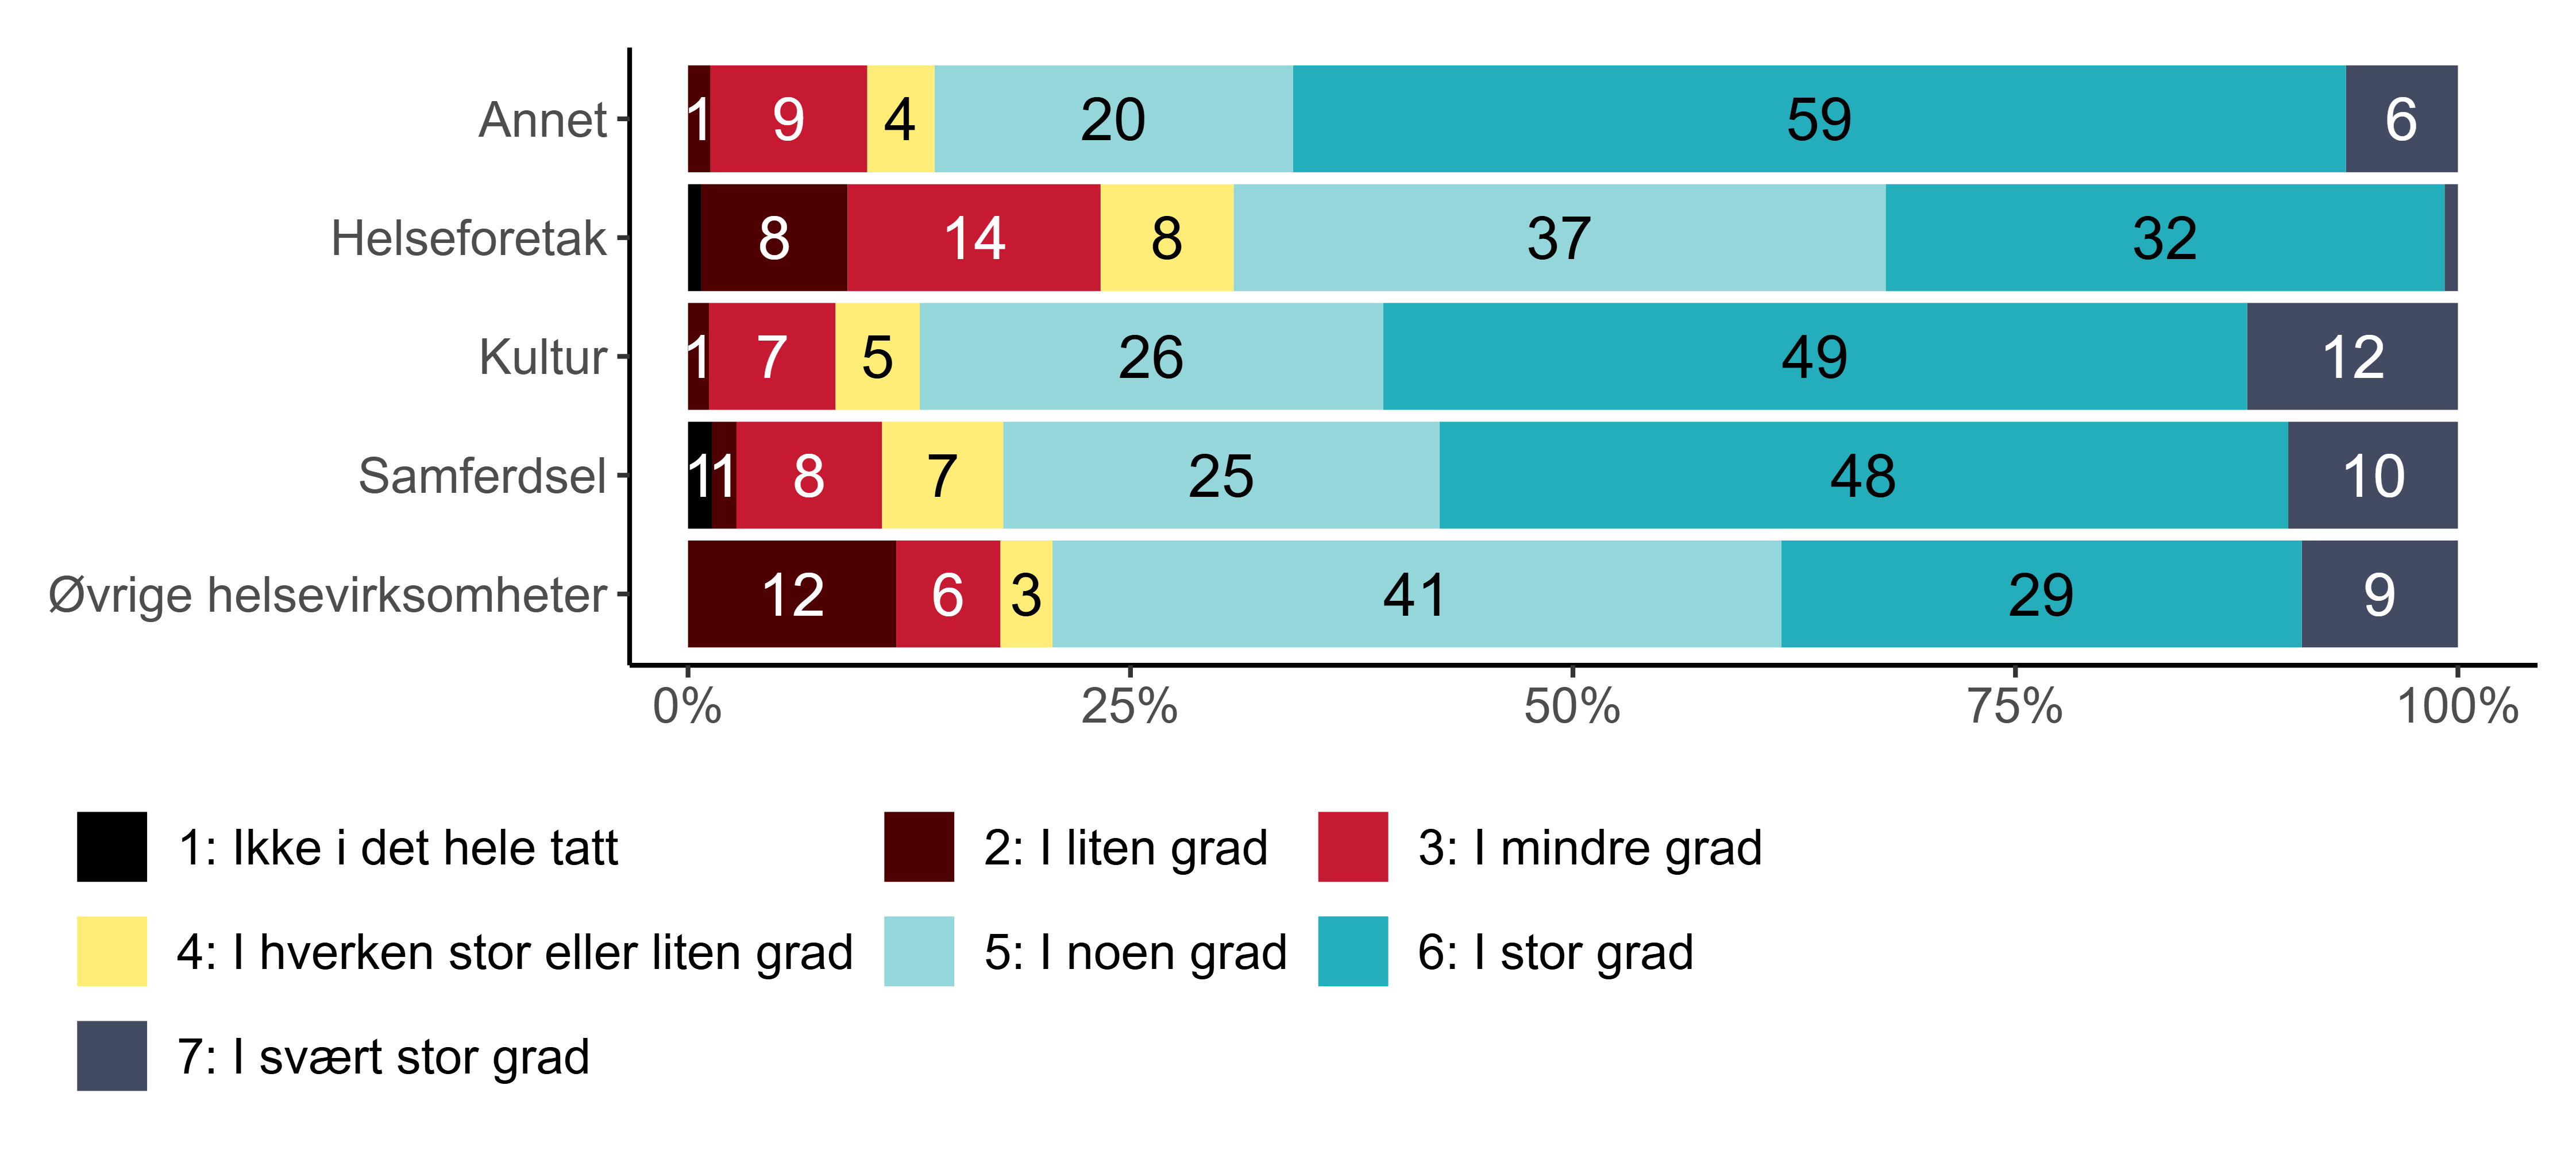 Annet 1 9 4 20 59 6
Helseforetak 8 14 8 37 32
Kultur 1 7 5 26 49 12
Samferdsel 1 1 8 7 25 48 10
Øvrige helsevirksomheter 12 6 3 41 29 9
0% 25% 50% 75% 100%
1: Ikke i det hele tatt 2: I liten grad 3: I mindre grad
4: I hverken stor eller liten grad 5: I noen grad 6: I stor grad
7: I svært stor grad